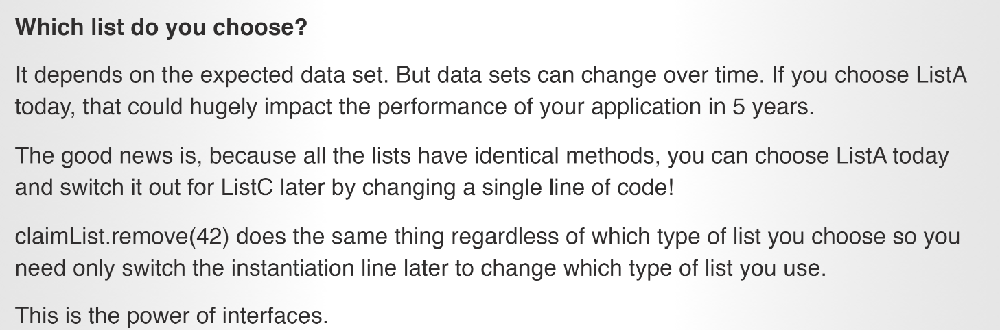 Which list do you choose?
It depends on the expected data set. But data sets can change over time. If you choose ListA
today, that could hugely impact the performance of your application in 5 years.
The good news is, because all the lists have identical methods, you can choose ListA today
and switch it out for ListC later by changing a single line of code!
claimList.remove(42) does the same thing regardless of which type of list you choose so you
need only switch the instantiation line later to change which type of list you use.
This is the power of interfaces.